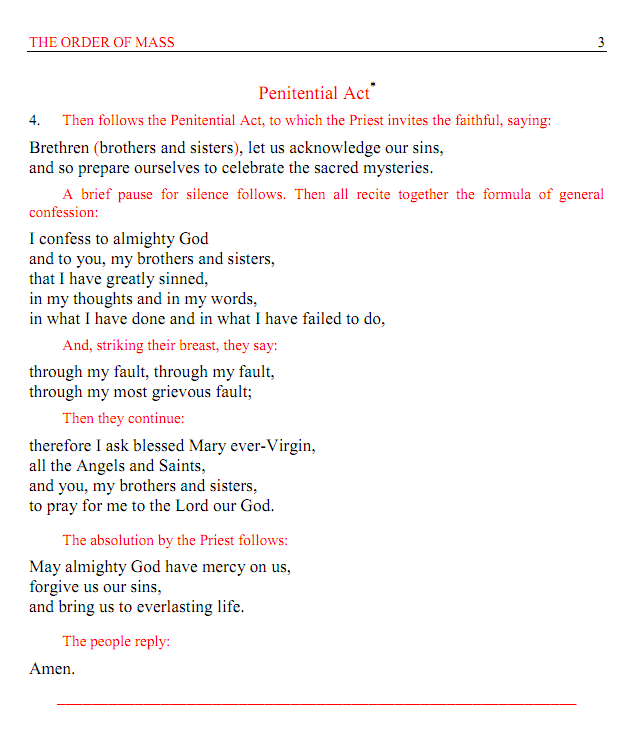 THE ORDER OF MASS 3
Penitential Act*
4. Then follows the Penitential Act, to which the Priest invites the faithful, saying:
Brethren (brothers and sisters), let us acknowledge our sins,
and so prepare ourselves to celebrate the sacred mysteries.
A brief pause for silence follows. Then all recite together the formula of general
confession:
I confess to almighty God
and to you, my brothers and sisters,
that I have greatly sinned,
in my thoughts and in my words,
in what I have done and in what I have failed to do,
And, striking their breast, they say:
through my fault, through my fault,
through my most grievous fault;
Then they continue:
therefore I ask blessed Mary ever-Virgin,
all the Angels and Saints,
and you, my brothers and sisters,
to pray for me to the Lord our God.
The absolution by the Priest follows:
May almighty God have mercy on us,
forgive us our sins,
and bring us to everlasting life.
The people reply:
Amen.